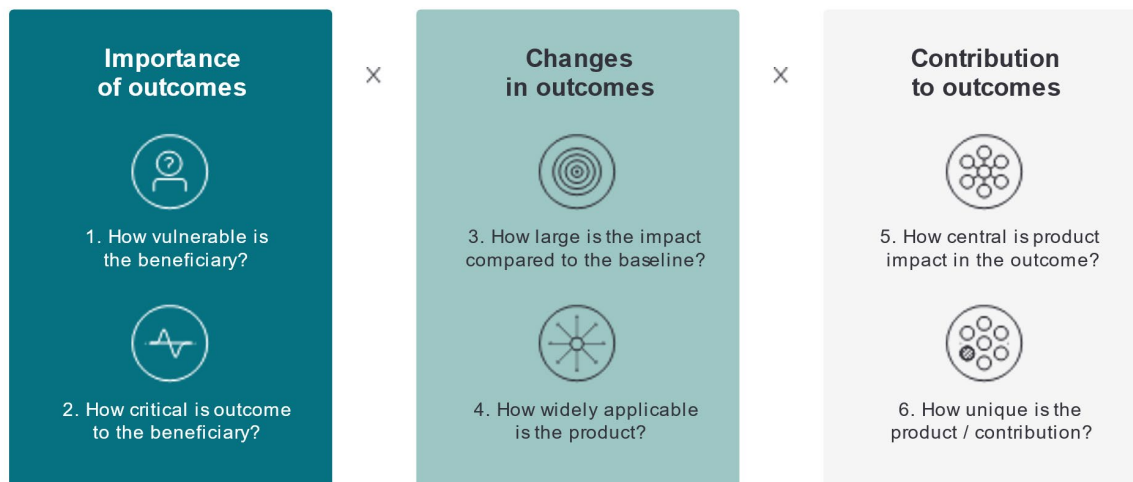 Importance
of outcomes
?
1. How vulnerable is
the beneficiary?
2. How critical is outcome
to the beneficiary?
X
Changes
in outcomes
3. How large is the impact
compared to the baseline?
4. How widely applicable
is the product?
X
Contribution
to outcomes
5. How central is product
impact in the outcome?
6. How unique is the
product / contribution?